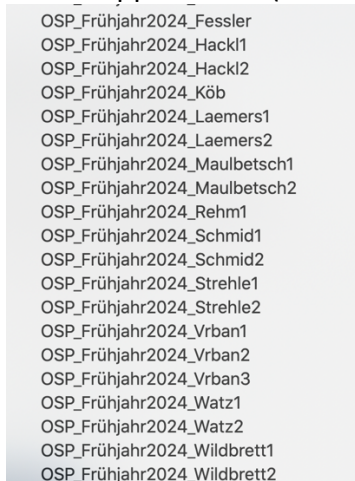 OSP_Frühjahr2024_Fessler
OSP_Frühjahr2024_Hackl1
OSP_Frühjahr2024_Hackl2
OSP_Frühjahr2024_Köb
OSP_Frühjahr2024_Laemers1
OSP_Frühjahr2024_Laemers2
OSP_Frühjahr2024_Maulbetsch1
OSP_Frühjahr2024_Maulbetsch2
OSP_Frühjahr2024_Rehm1
OSP_Frühjahr2024_Schmid1
OSP_Frühjahr2024_Schmid2
OSP_Frühjahr2024_Strehle1
OSP_Frühjahr2024_Strehle2
OSP_Frühjahr2024_Vrban1
OSP_Frühjahr2024_Vrban2
OSP_Frühjahr2024_Vrban3
OSP_Frühjahr2024_Watz1
OSP_Frühjahr2024_Watz2
OSP_Frühjahr2024_Wildbrett1
OSP_Frühjahr2024_Wildbrett2